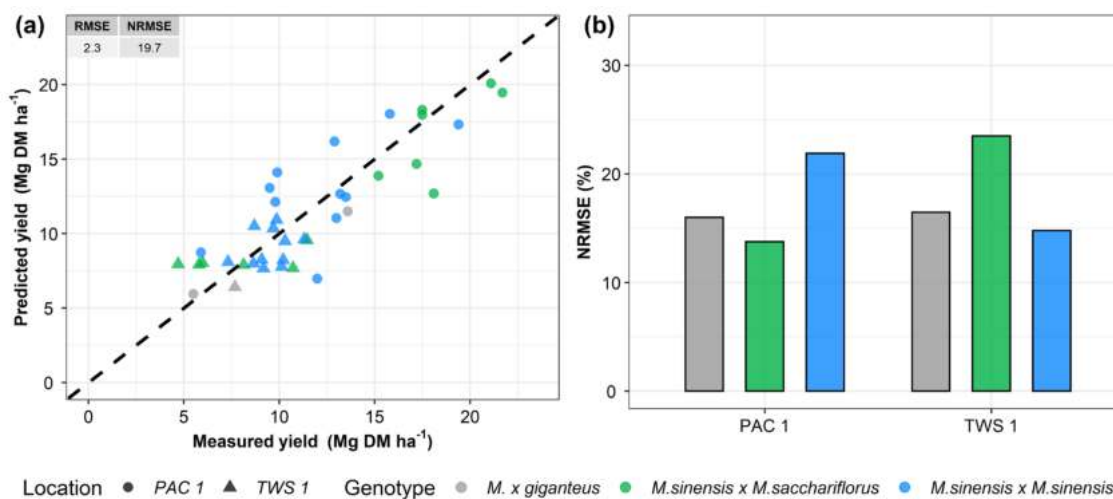 (a)
RMSE NRMSE
2.3 19.7
Predicted yield (Mg DM ha⁻¹)
20
15
10
5
0
0 5 10 15 20
Measured yield (Mg DM ha⁻¹)
(b)
NRMSE (%)
30
20
10
0
PAC 1 TWS 1
Location PAC 1 TWS 1 Genotype M. x giganteus M.sinensis x M.sacchariflorus M.sinensis x M.sinensis